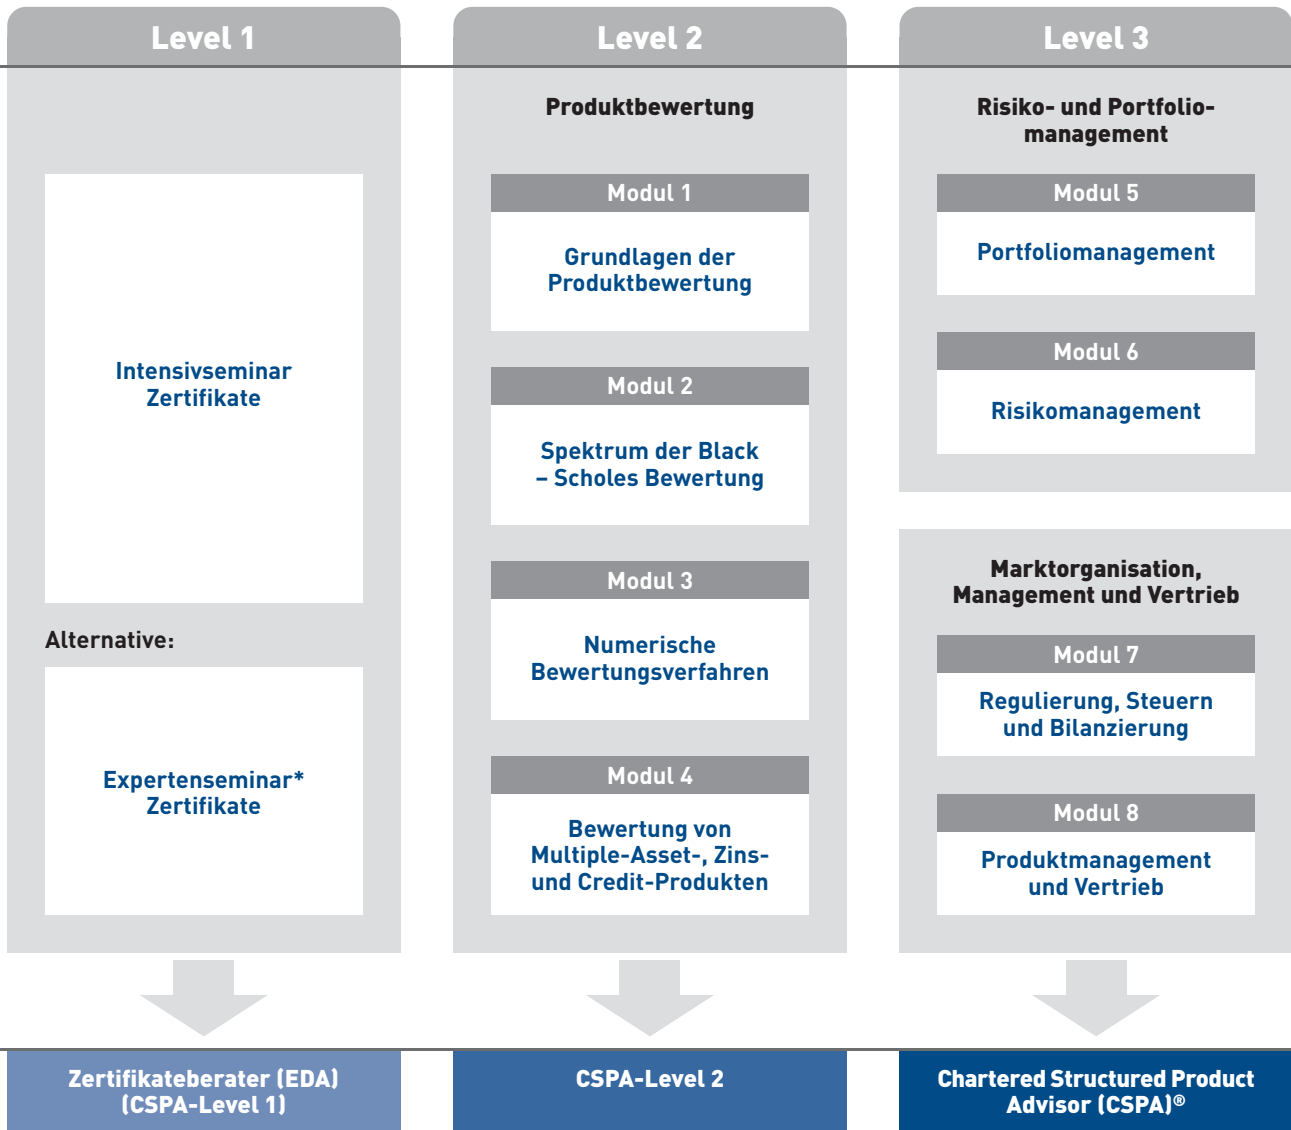 Level 1
Intensivseminar
Zertifikate
Alternative:
Expertenseminar*
Zertifikate
Zertifikateberater (EDA)
(CSPA-Level 1)
Level 2
Produktbewertung
Modul 1
Grundlagen der
Produktbewertung
Modul 2
Spektrum der Black
– Scholes Bewertung
Modul 3
Numerische
Bewertungsverfahren
Modul 4
Bewertung von
Multiple-Asset-, Zins-
und Credit-Produkten
CSPA-Level 2
Level 3
Risiko- und Portfolio-
management
Modul 5
Portfoliomanagement
Modul 6
Risikomanagement
Marktorganisation,
Management und Vertrieb
Modul 7
Regulierung, Steuern
und Bilanzierung
Modul 8
Produktmanagement
und Vertrieb
Chartered Structured Product
Advisor (CSPA)®